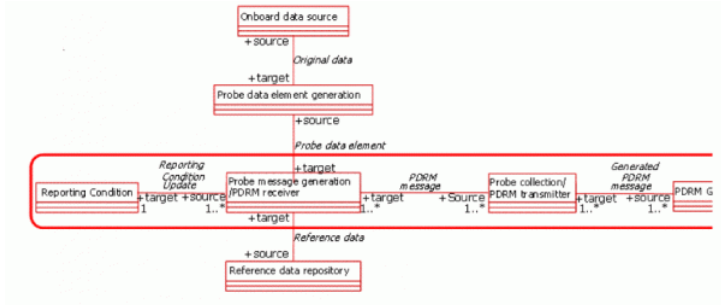 Onboard data source
+source
Original data
+target
Probe data element generation
+source
Probe data element
+target
Reporting
Condition
Update
PDRM
message
Generated
PDRM
message
Reporting Condition
Probe message generation
/PDRM receiver
Probe collection/
PDRM transmitter
PDRM G
+target +source
+target +Source
+target +source
1 1..*
1..* 1..*
1..* 1..*
+target
Reference data
+source
Reference data repository